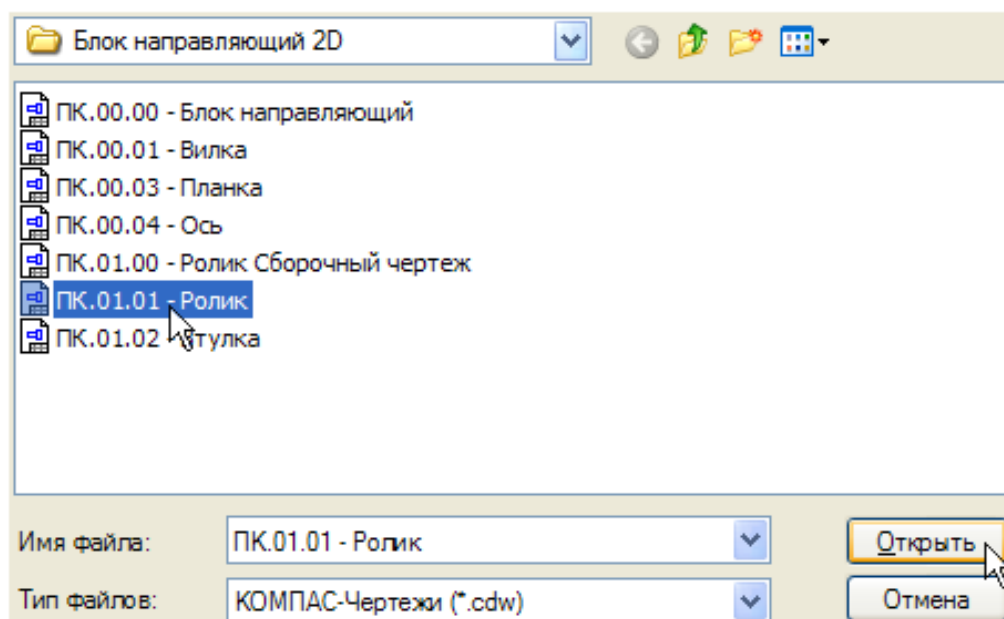 Блок направляющий 2D
ПК.00.00 - Блок направляющий
ПК.00.01 - Вилка
ПК.00.03 - Планка
ПК.00.04 - Ось
ПК.01.00 - Ролик Сборочный чертеж
ПК.01.01 - Ролик
ПК.01.02 - Втулка
Имя файла: ПК.01.01 - Ролик Открыть
Тип файлов: КОМПАС-Чертежи (*.cdw) Отмена